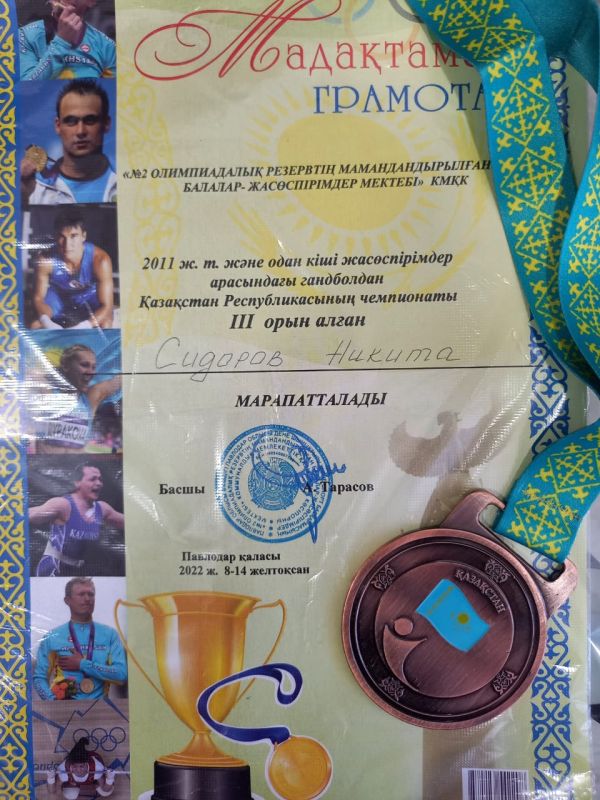 Мадақтама
ГРАМОТА
«№2 ОЛИМПИАДАЛЫҚ РЕЗЕРВТІҢ МАМАНДАНДЫРЫЛҒАН
БАЛАЛАР- ЖАСӨСПІРІМДЕР МЕКТЕБІ» КМҚК
2011 ж. т. және одан кіші жасөспірімдер
арасындағы гандболдан
Қазақстан Республикасының чемпионаты
III орын алған
Сидоров Никита
МАРАПАТТАЛАДЫ
Басшы А. Тарасов
Павлодар қаласы
2022 ж. 8-14 желтоқсан
ҚАЗАҚСТАН